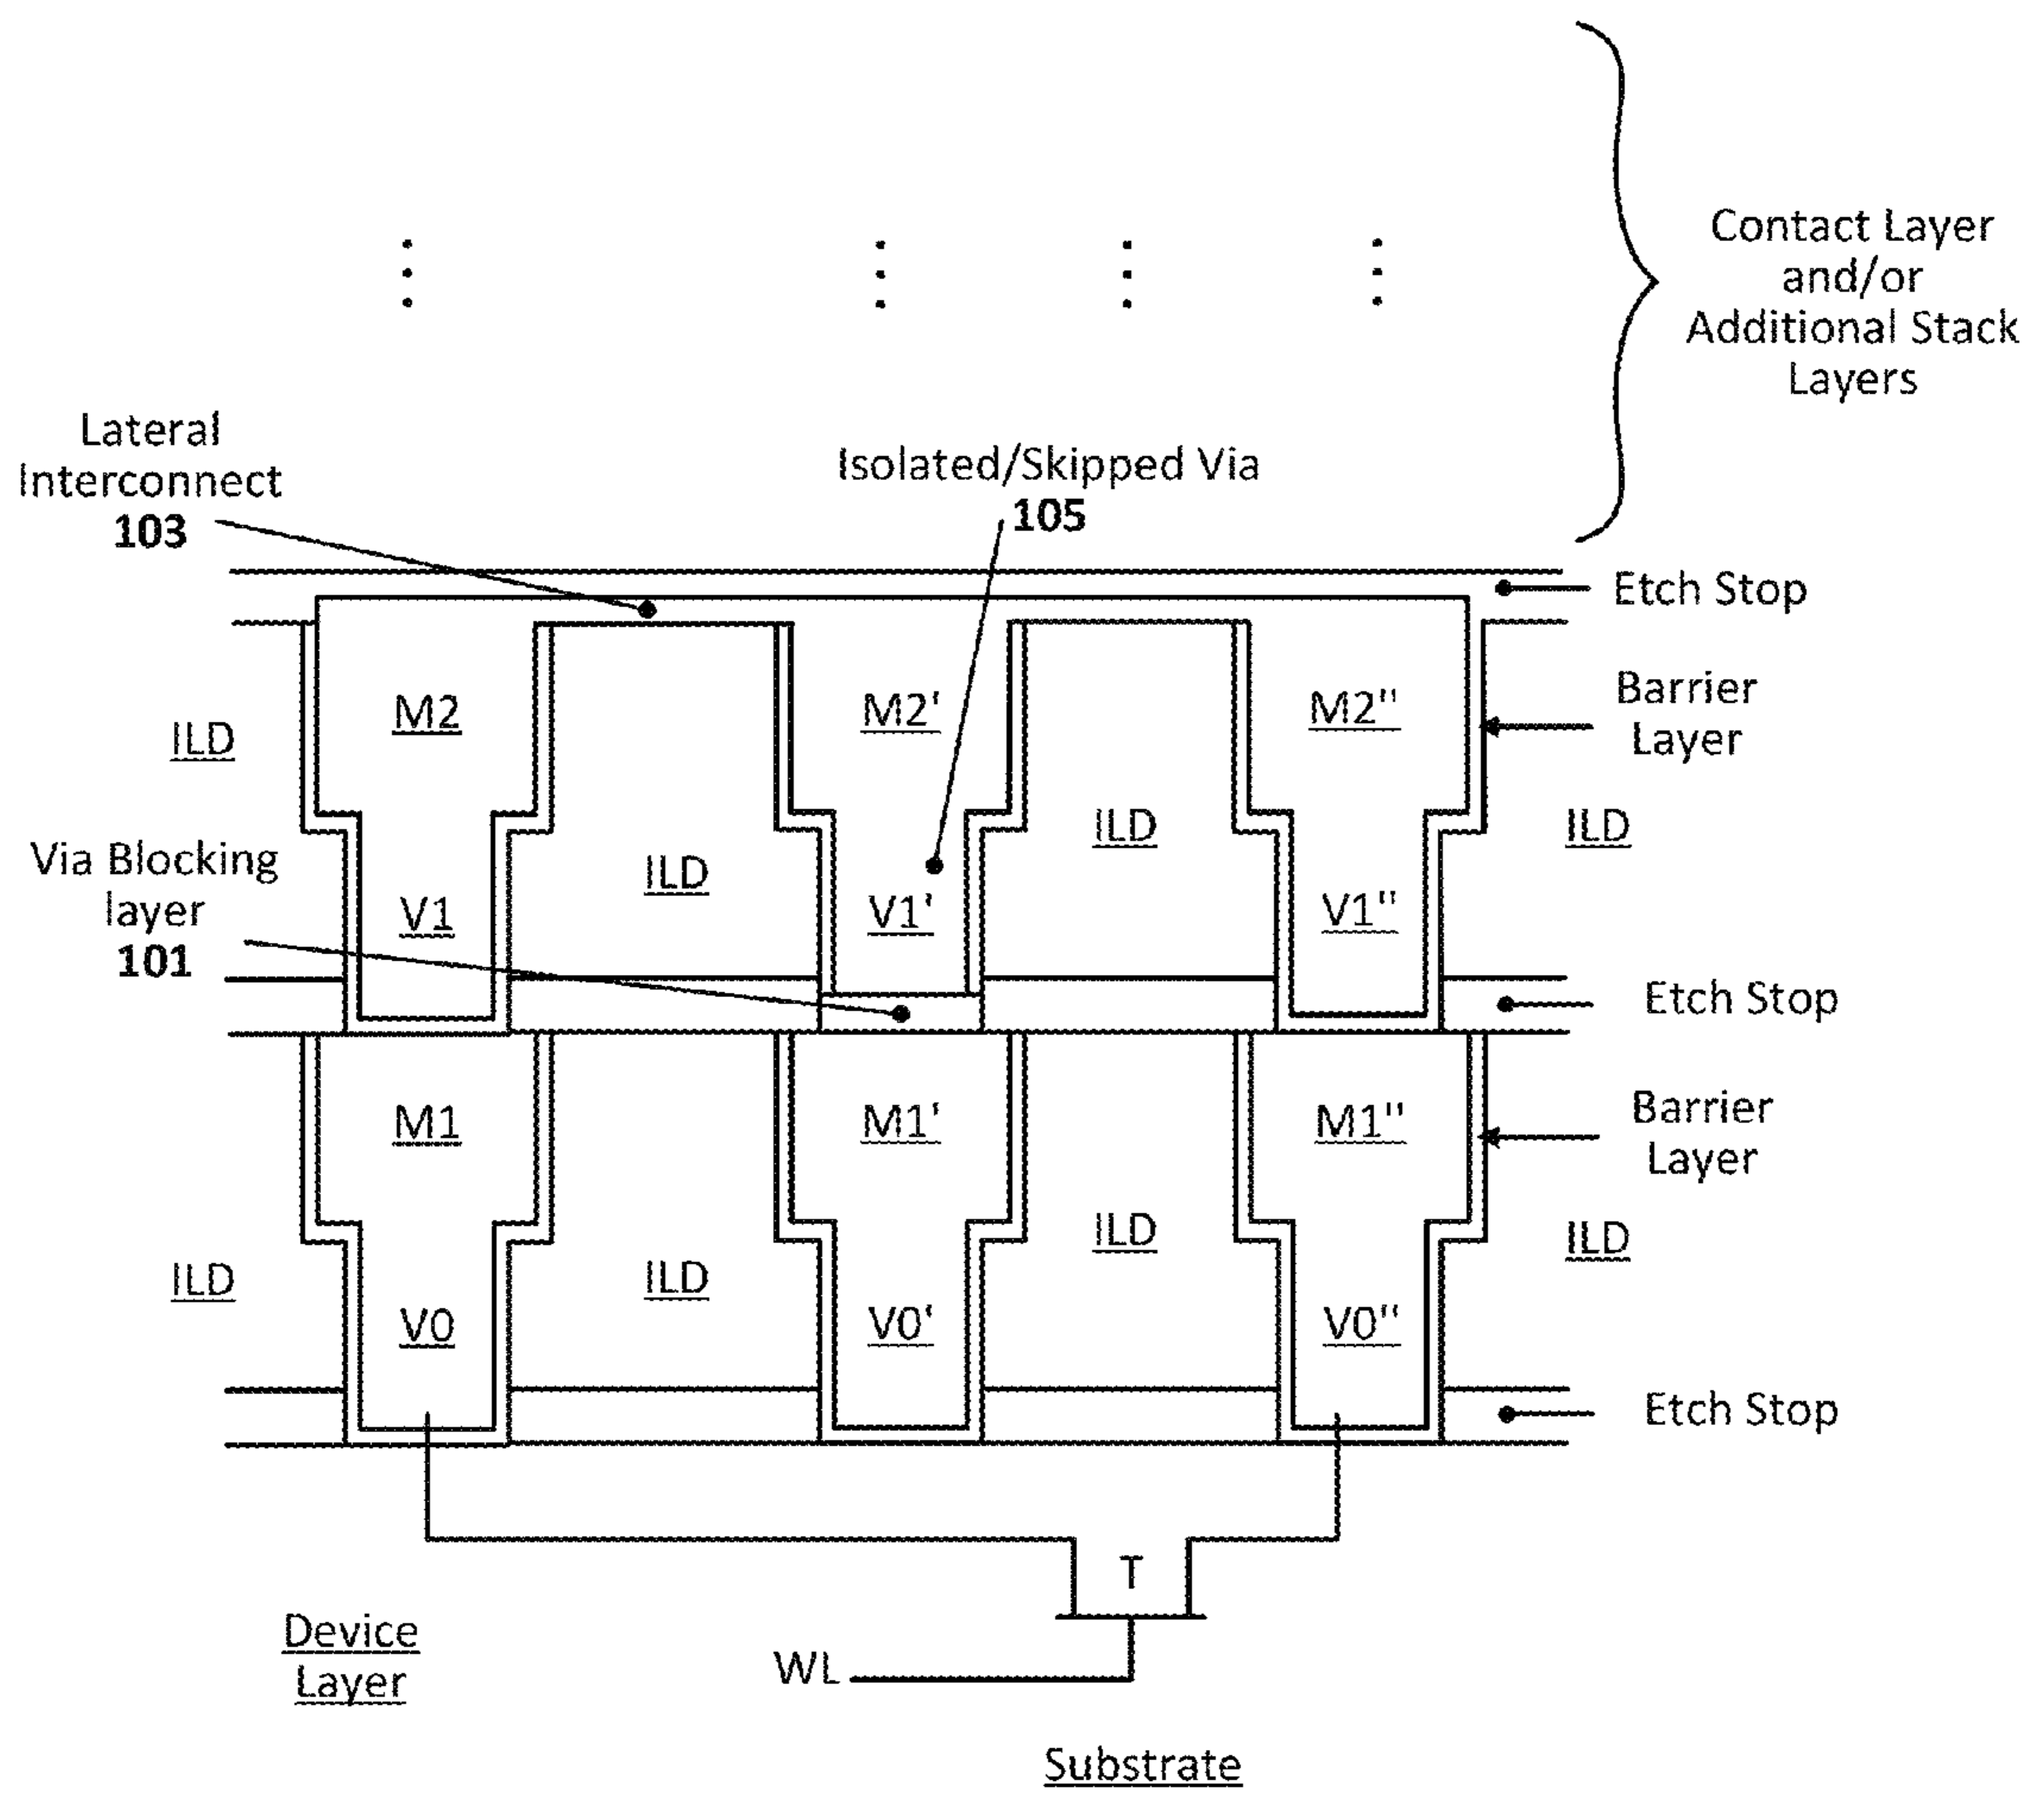 Contact Layer
and/or
Additional Stack
Layers
Lateral
Interconnect
103
Isolated/Skipped Via
105
Etch Stop
M2
M2'
M2"
Barrier
Layer
ILD
ILD
ILD
ILD
Via Blocking
layer
101
V1
V1'
V1"
Etch Stop
M1
M1'
M1"
Barrier
Layer
ILD
ILD
ILD
ILD
V0
V0'
V0"
Etch Stop
T
WL
Device
Layer
Substrate